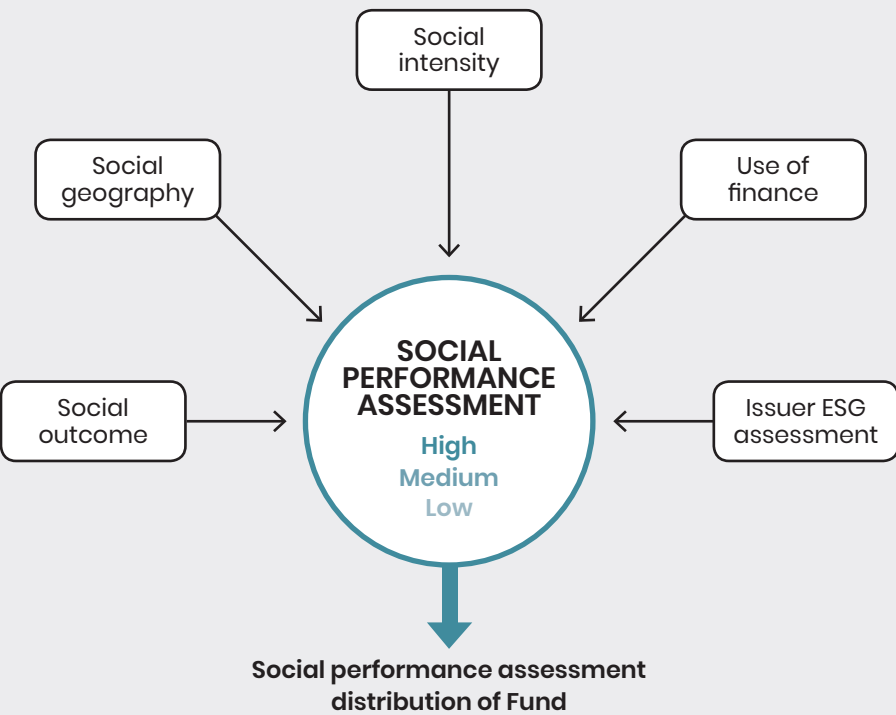 Social
intensity
Social
geography
Use of
finance
Social
outcome
SOCIAL
PERFORMANCE
ASSESSMENT
High
Medium
Low
Issuer ESG
assessment
Social performance assessment
distribution of Fund